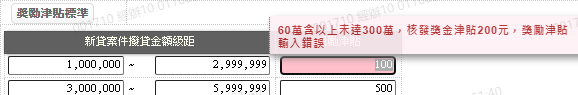 獎勵津貼標準
60萬含以上未達300萬，核發獎金津貼200元，獎勵津貼
輸入錯誤
新貸案件撥貸金額級距
1,000,000 ~ 2,999,999 100
3,000,000 ~ 5,999,999 500